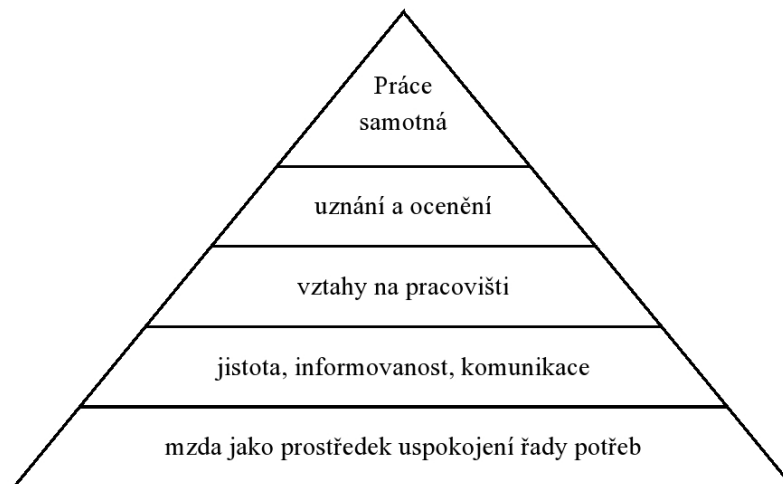 Práce
samotná
uznání a ocenění
vztahy na pracovišti
jistota, informovanost, komunikace
mzda jako prostředek uspokojení řady potřeb